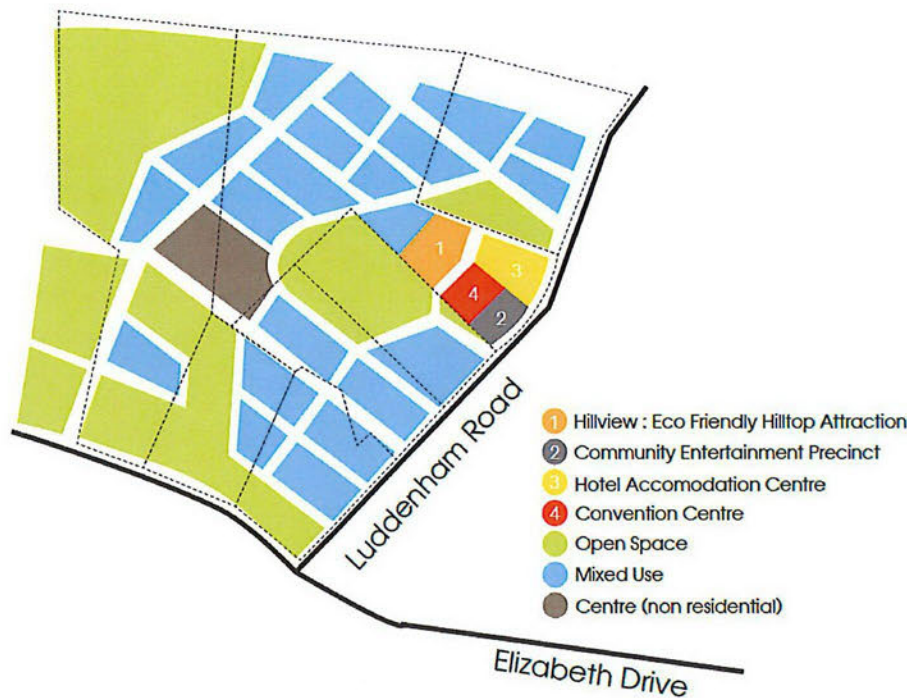 1
3
4
2
Luddenham Road
1 Hillview : Eco Friendly Hilltop Attraction
2 Community Entertainment Precinct
3 Hotel Accomodation Centre
4 Convention Centre
Open Space
Mixed Use
Centre (non residential)
Elizabeth Drive